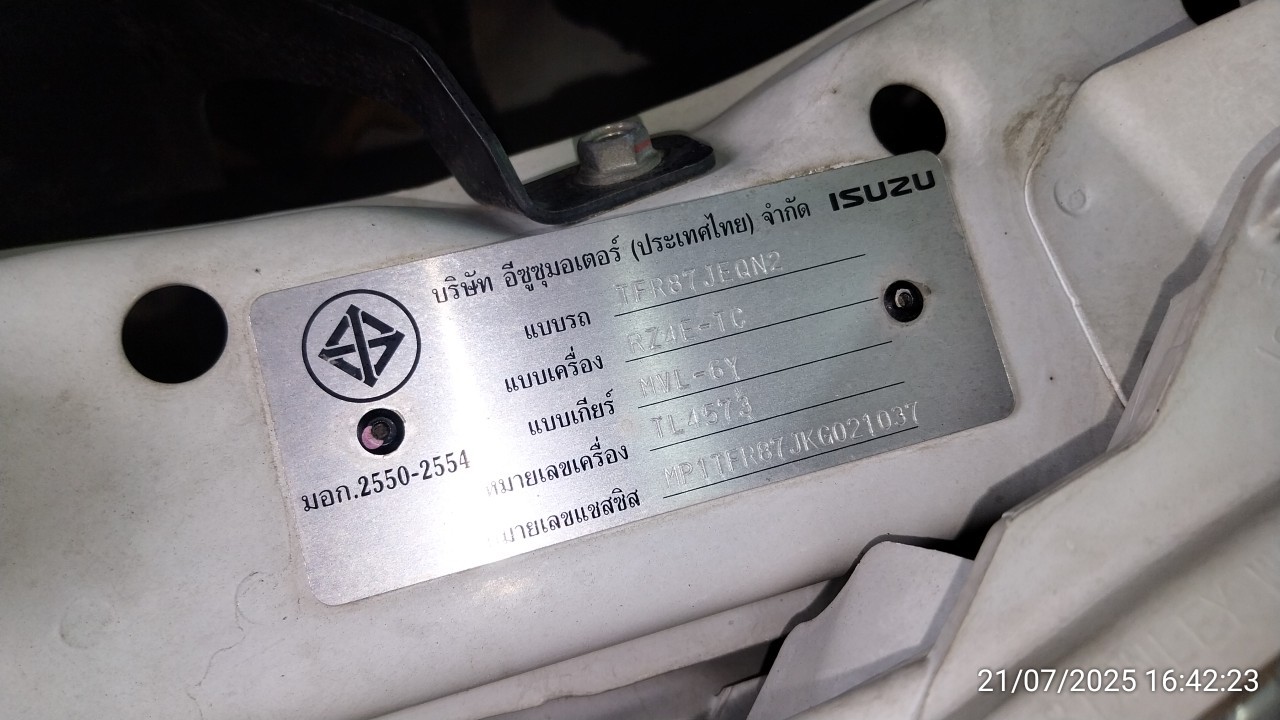 บริษัท อีซูซุมอเตอร์ (ประเทศไทย) จำกัด ISUZU
แบบรถ TFR87JEQN2
แบบเครื่อง RZ4E-TC
แบบเกียร์ MVL-6Y
หมายเลขเครื่อง TL4573
หมายเลขแชสซิส MP1TFR87JKG021037
มอก.2550-2554
21/07/2025 16:42:23